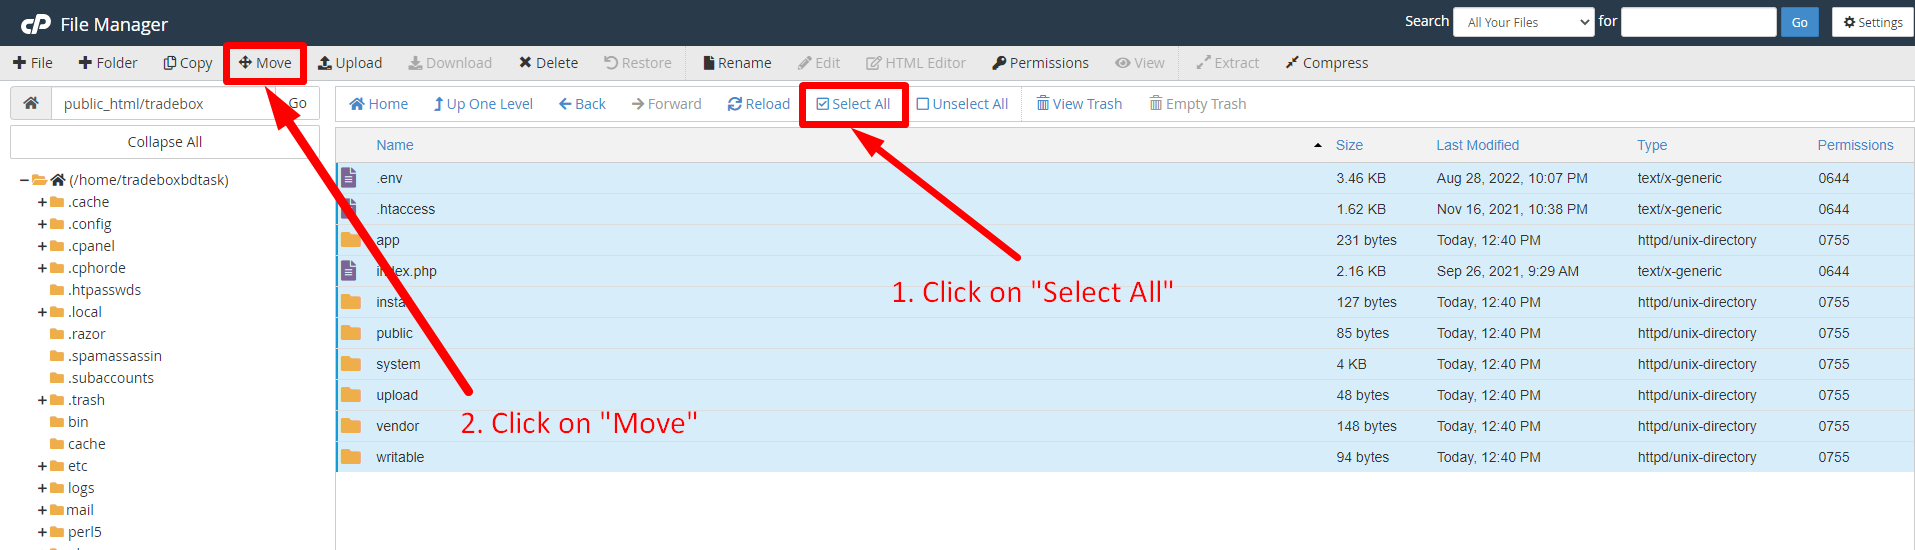 cP File Manager Search All Your Files for Go Settings
File Folder Copy Move Upload Download Delete Restore Rename Edit HTML Editor Permissions View Extract Compress
public_html/tradebox Go
Home Up One Level Back Forward Reload Select All Unselect All View Trash Empty Trash
Collapse All
(/home/tradeboxbdtask)
.cache
.config
.cpanel
.cphorde
.htpasswds
.local
.razor
.spamassassin
.subaccounts
.trash
bin
cache
etc
logs
mail
perl5
Name Size Last Modified Type Permissions
.env 3.46 KB Aug 28, 2022, 10:07 PM text/x-generic 0644
.htaccess 1.62 KB Nov 16, 2021, 10:38 PM text/x-generic 0644
app 231 bytes Today, 12:40 PM httpd/unix-directory 0755
index.php 2.16 KB Sep 26, 2021, 9:29 AM text/x-generic 0644
insta 127 bytes Today, 12:40 PM httpd/unix-directory 0755
public 85 bytes Today, 12:40 PM httpd/unix-directory 0755
system 4 KB Today, 12:40 PM httpd/unix-directory 0755
upload 48 bytes Today, 12:40 PM httpd/unix-directory 0755
vendor 148 bytes Today, 12:40 PM httpd/unix-directory 0755
writable 94 bytes Today, 12:40 PM httpd/unix-directory 0755
1. Click on "Select All"
2. Click on "Move"